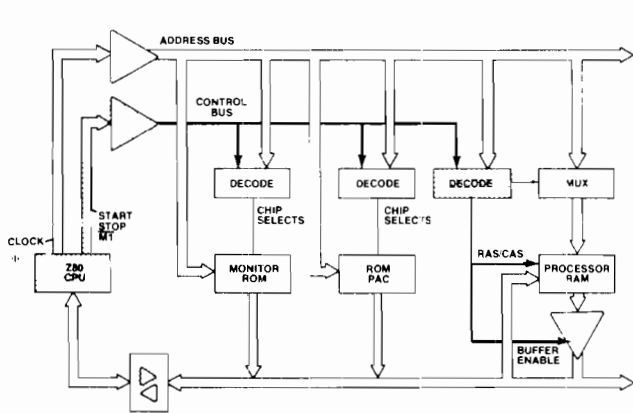 ADDRESS BUS
CONTROL
BUS
DECODE
DECODE
DECODE
MUX
CHIP
SELECTS
CHIP
SELECTS
START
STOP
M1
CLOCK
Z80
CPU
MONITOR
ROM
ROM
PAC
RAS/CAS
PROCESSOR
RAM
BUFFER
ENABLE